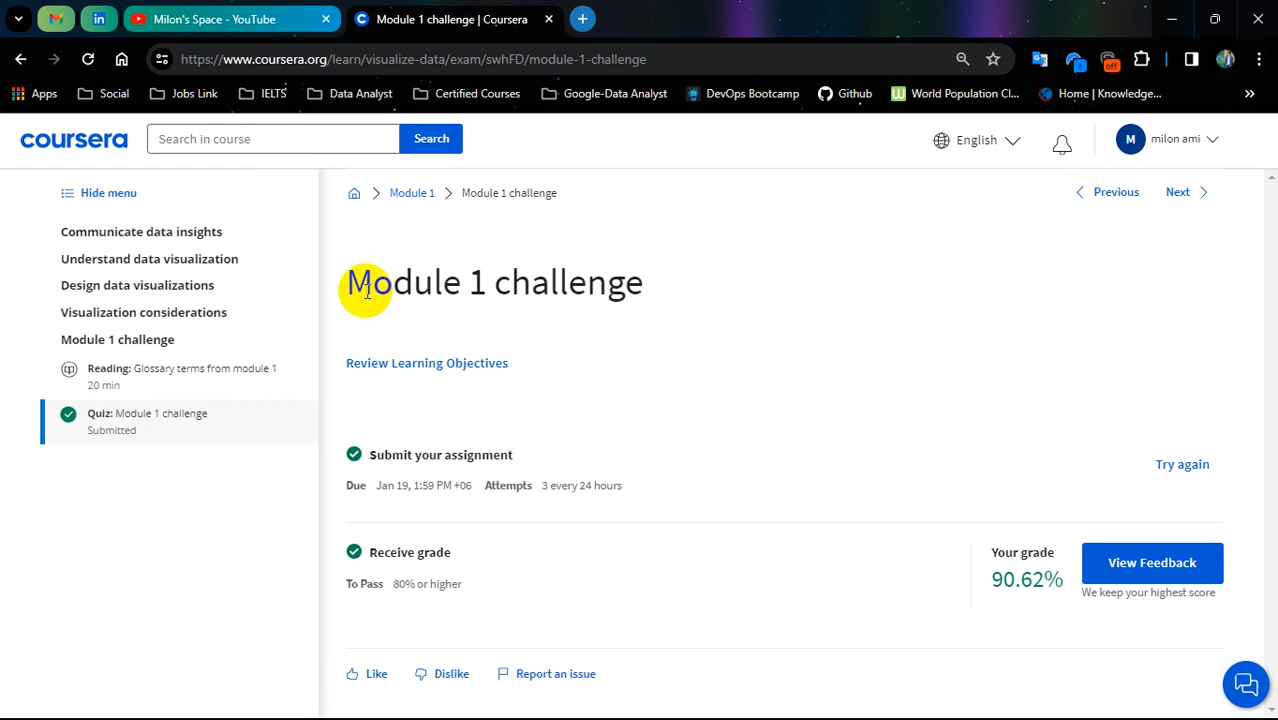 Milon's Space - YouTube
Module 1 challenge | Coursera
https://www.coursera.org/learn/visualize-data/exam/swhFD/module-1-challenge
off
Apps
Social
Jobs Link
IELTS
Data Analyst
Certified Courses
Google-Data Analyst
DevOps Bootcamp
Github
World Population Cl...
Home | Knowledge...
coursera
Search in course
Search
English
M
milon ami
Hide menu
Communicate data insights
Understand data visualization
Design data visualizations
Visualization considerations
Module 1 challenge
Reading: Glossary terms from module 1
20 min
Quiz: Module 1 challenge
Submitted
Module 1
Module 1 challenge
Previous
Next
Module 1 challenge
Review Learning Objectives
Submit your assignment
Due Jan 19, 1:59 PM +06 Attempts 3 every 24 hours
Try again
Receive grade
To Pass 80% or higher
Your grade
90.62%
View Feedback
We keep your highest score
Like
Dislike
Report an issue